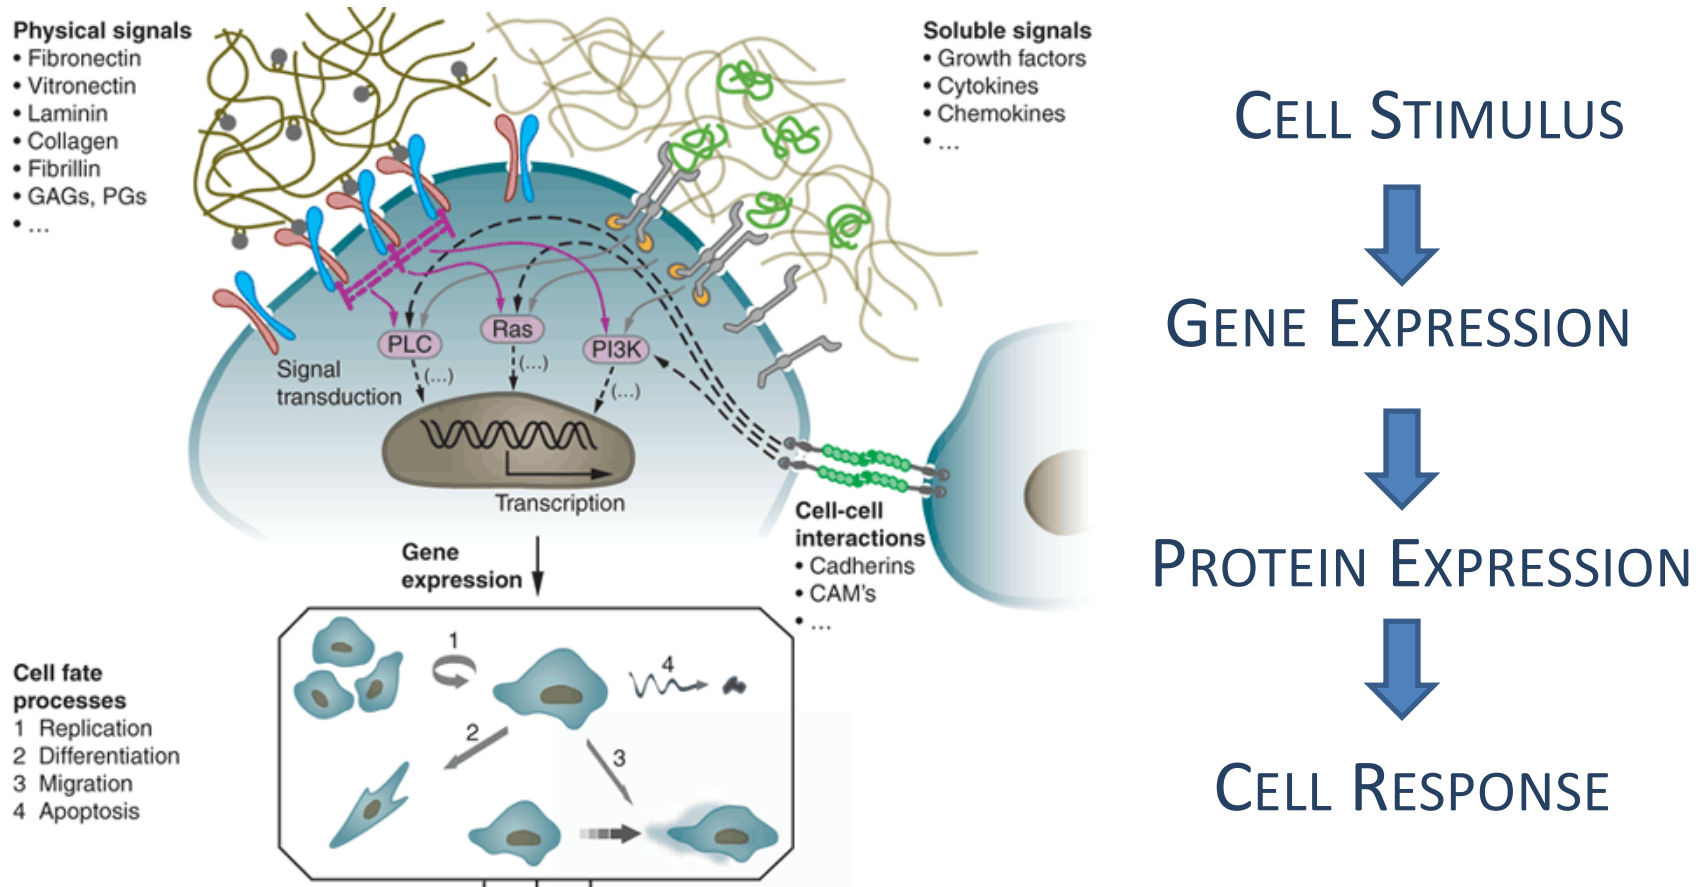 Physical signals
• Fibronectin
• Vitronectin
• Laminin
• Collagen
• Fibrillin
• GAGs, PGs
• ...
Soluble signals
• Growth factors
• Cytokines
• Chemokines
• ...
PLC
Ras
PI3K
(...)
(...)
(...)
Signal
transduction
Transcription
Cell-cell
interactions
• Cadherins
• CAM's
• ...
Gene
expression
Cell fate
processes
1 Replication
2 Differentiation
3 Migration
4 Apoptosis
1
2
3
4
CELL STIMULUS
GENE EXPRESSION
PROTEIN EXPRESSION
CELL RESPONSE